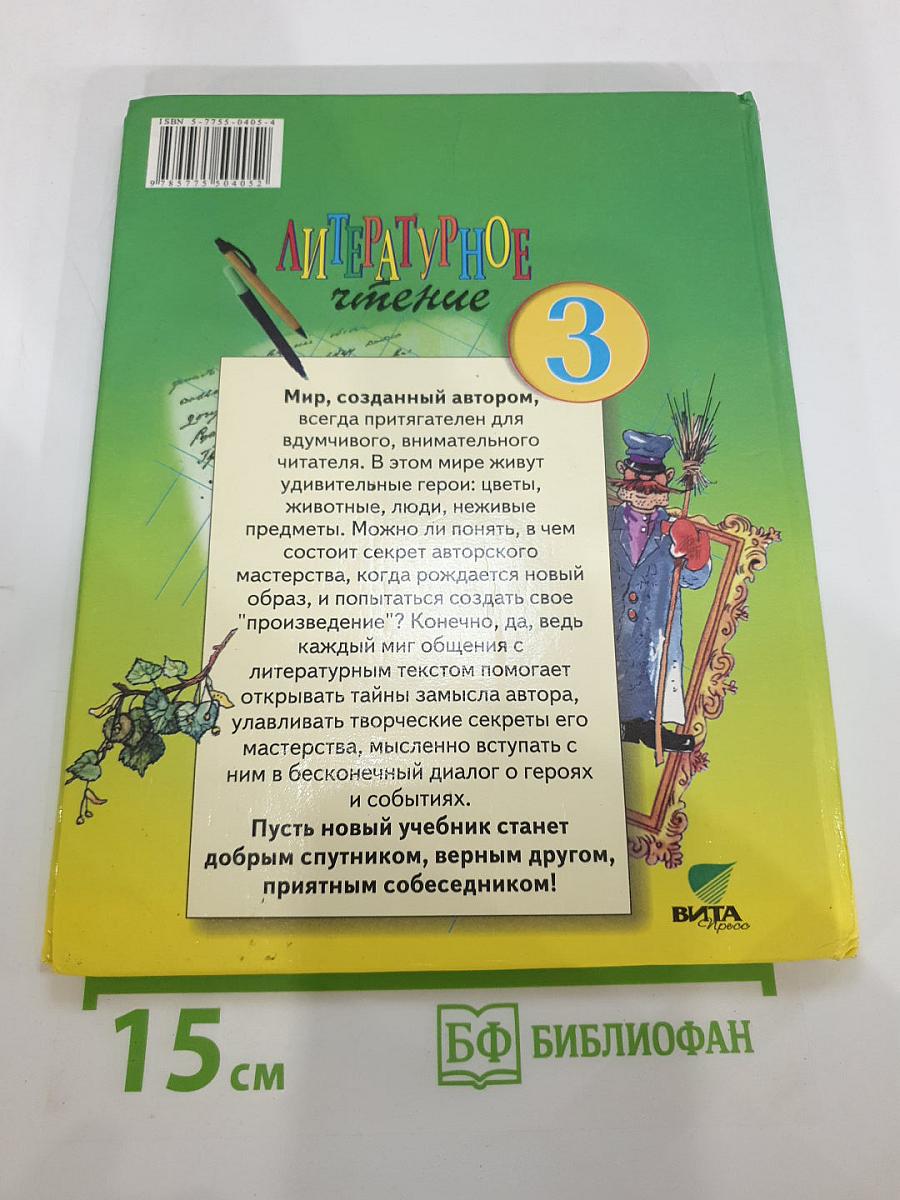 ISBN 5-7755-0405-4
9 785775 504052
ЛИТЕРАТУРНОЕ
чтение
3
Мир, созданный автором,
всегда притягателен для
вдумчивого, внимательного
читателя. В этом мире живут
удивительные герои: цветы,
животные, люди, неживые
предметы. Можно ли понять, в чем
состоит секрет авторского
мастерства, когда рождается новый
образ, и попытаться создать свое
"произведение"? Конечно, да, ведь
каждый миг общения с
литературным текстом помогает
открывать тайны замысла автора,
улавливать творческие секреты его
мастерства, мысленно вступать с
ним в бесконечный диалог о героях
и событиях.
Пусть новый учебник станет
добрым спутником, верным другом,
приятным собеседником!
ВИТА
Пресс
15 см
БФ БИБЛИОФАН